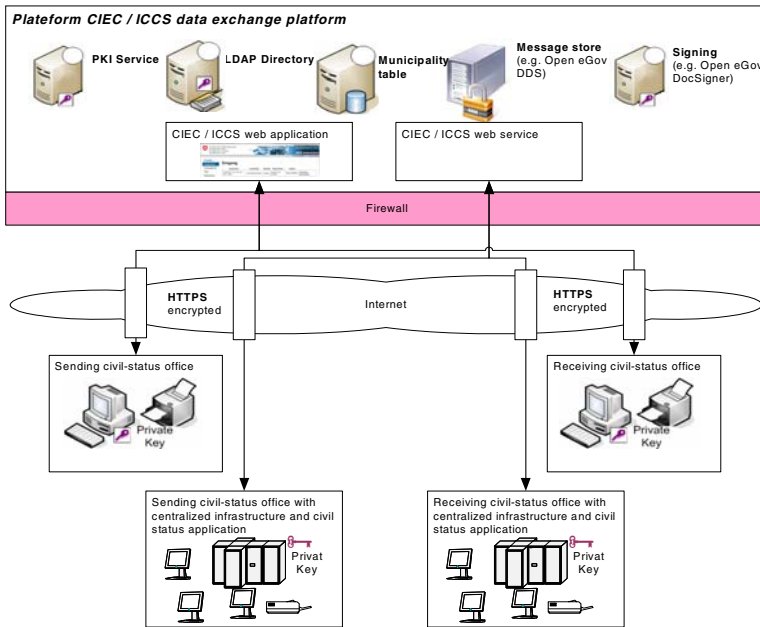 Plateform CIEC / ICCS data exchange platform
PKI Service
LDAP Directory
Municipality
table
Message store
(e.g. Open eGov
DDS)
Signing
(e.g. Open eGov
DocSigner)
CIEC / ICCS web application
CIEC / ICCS web service
Firewall
HTTPS
encrypted
Internet
HTTPS
encrypted
Sending civil-status office
Private
Key
Receiving civil-status office
Private
Key
Sending civil-status office with
centralized infrastructure and civil
status application
Privat
Key
Receiving civil-status office with
centralized infrastructure and civil
status application
Privat
Key